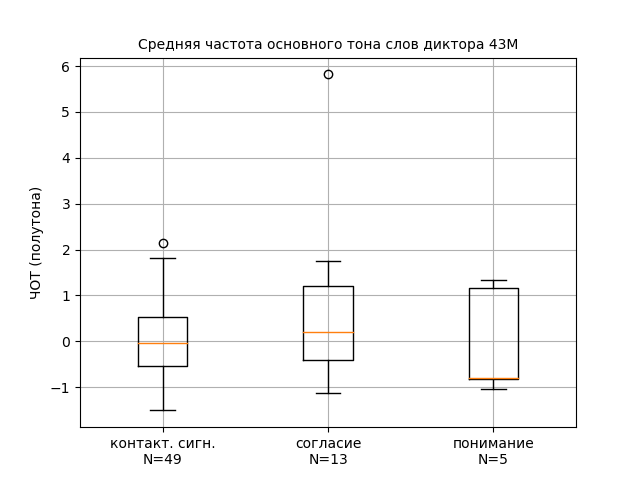 Средняя частота основного тона слов диктора 43М
ЧОТ (полутона)
6
5
4
3
2
1
0
−1
контакт. сигн.
N=49
согласие
N=13
понимание
N=5